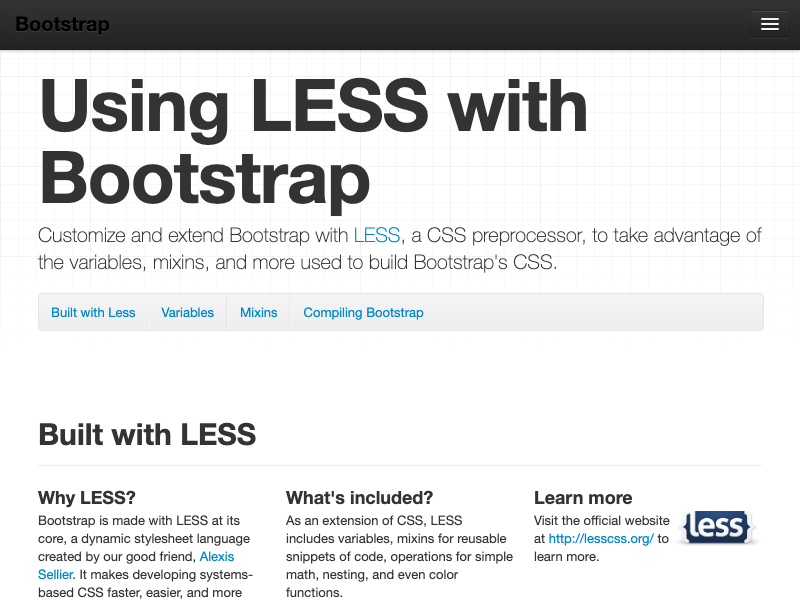 Bootstrap
Using LESS with
Bootstrap
Customize and extend Bootstrap with LESS, a CSS preprocessor, to take advantage of
the variables, mixins, and more used to build Bootstrap's CSS.
Built with Less
Variables
Mixins
Compiling Bootstrap
Built with LESS
Why LESS?
Bootstrap is made with LESS at its
core, a dynamic stylesheet language
created by our good friend, Alexis
Sellier. It makes developing systems-
based CSS faster, easier, and more
What's included?
As an extension of CSS, LESS
includes variables, mixins for reusable
snippets of code, operations for simple
math, nesting, and even color
functions.
Learn more
Visit the official website
at http://lesscss.org/ to
learn more.
{less}